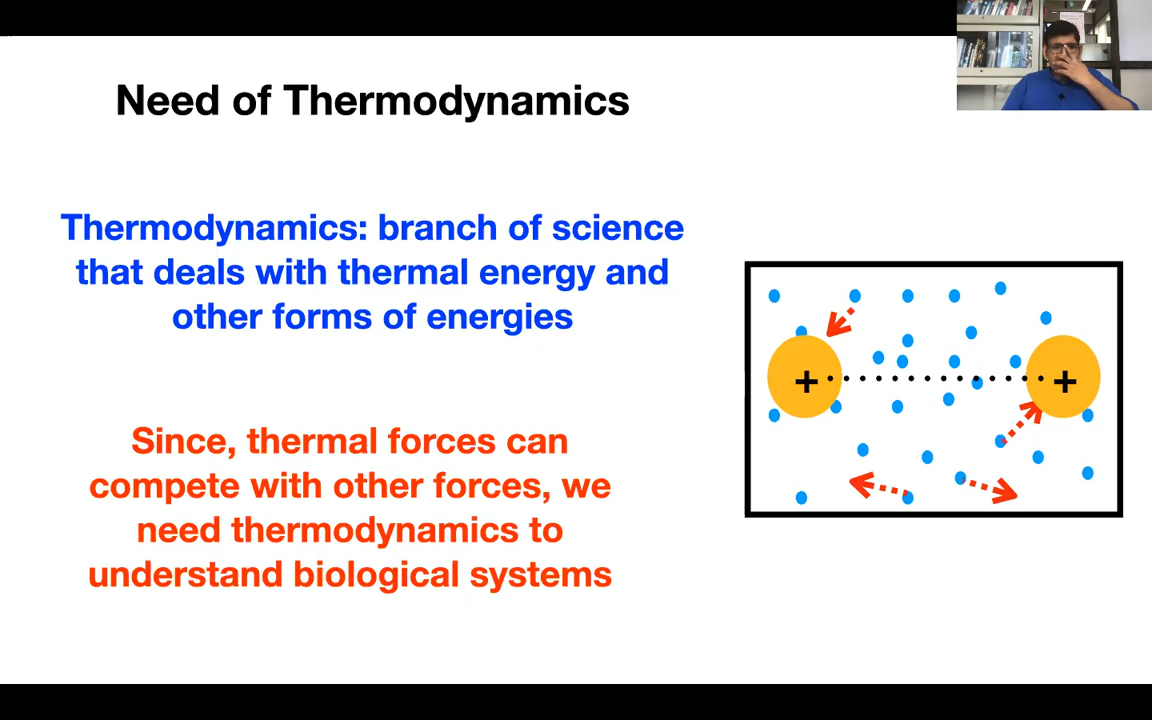 Need of Thermodynamics
Thermodynamics: branch of science
that deals with thermal energy and
other forms of energies
Since, thermal forces can
compete with other forces, we
need thermodynamics to
understand biological systems
+ +